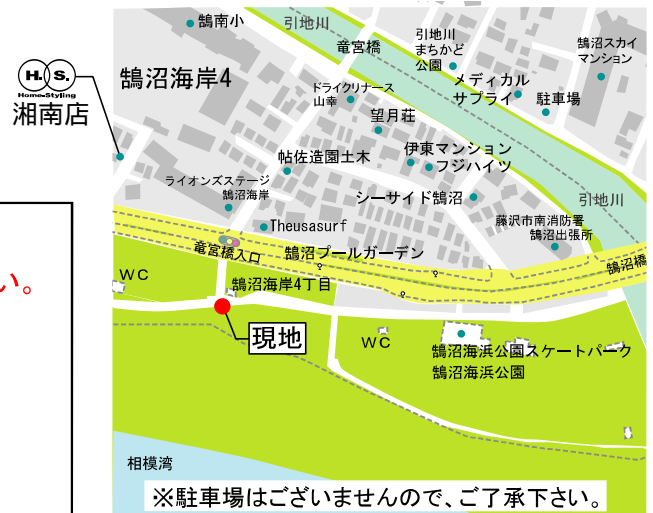 鵠南小
引地川
竜宮橋
引地川
まちかど
公園
鵠沼スカイ
マンション
H. S.
Home-Styling
湘南店
鵠沼海岸4
ドライクリナース
山幸
メディカル
サプライ
駐車場
望月荘
帖佐造園土木
伊東マンション
フジハイツ
ライオンズステージ
鵠沼海岸
シーサイド鵠沼
引地川
藤沢市南消防署
鵠沼出張所
Theusasurf
竜宮橋入口
鵠沼プールガーデン
鵠沼橋
WC
鵠沼海岸4丁目
い。
現地
WC
鵠沼海浜公園スケートパーク
鵠沼海浜公園
相模湾
※駐車場はございませんので、ご了承下さい。